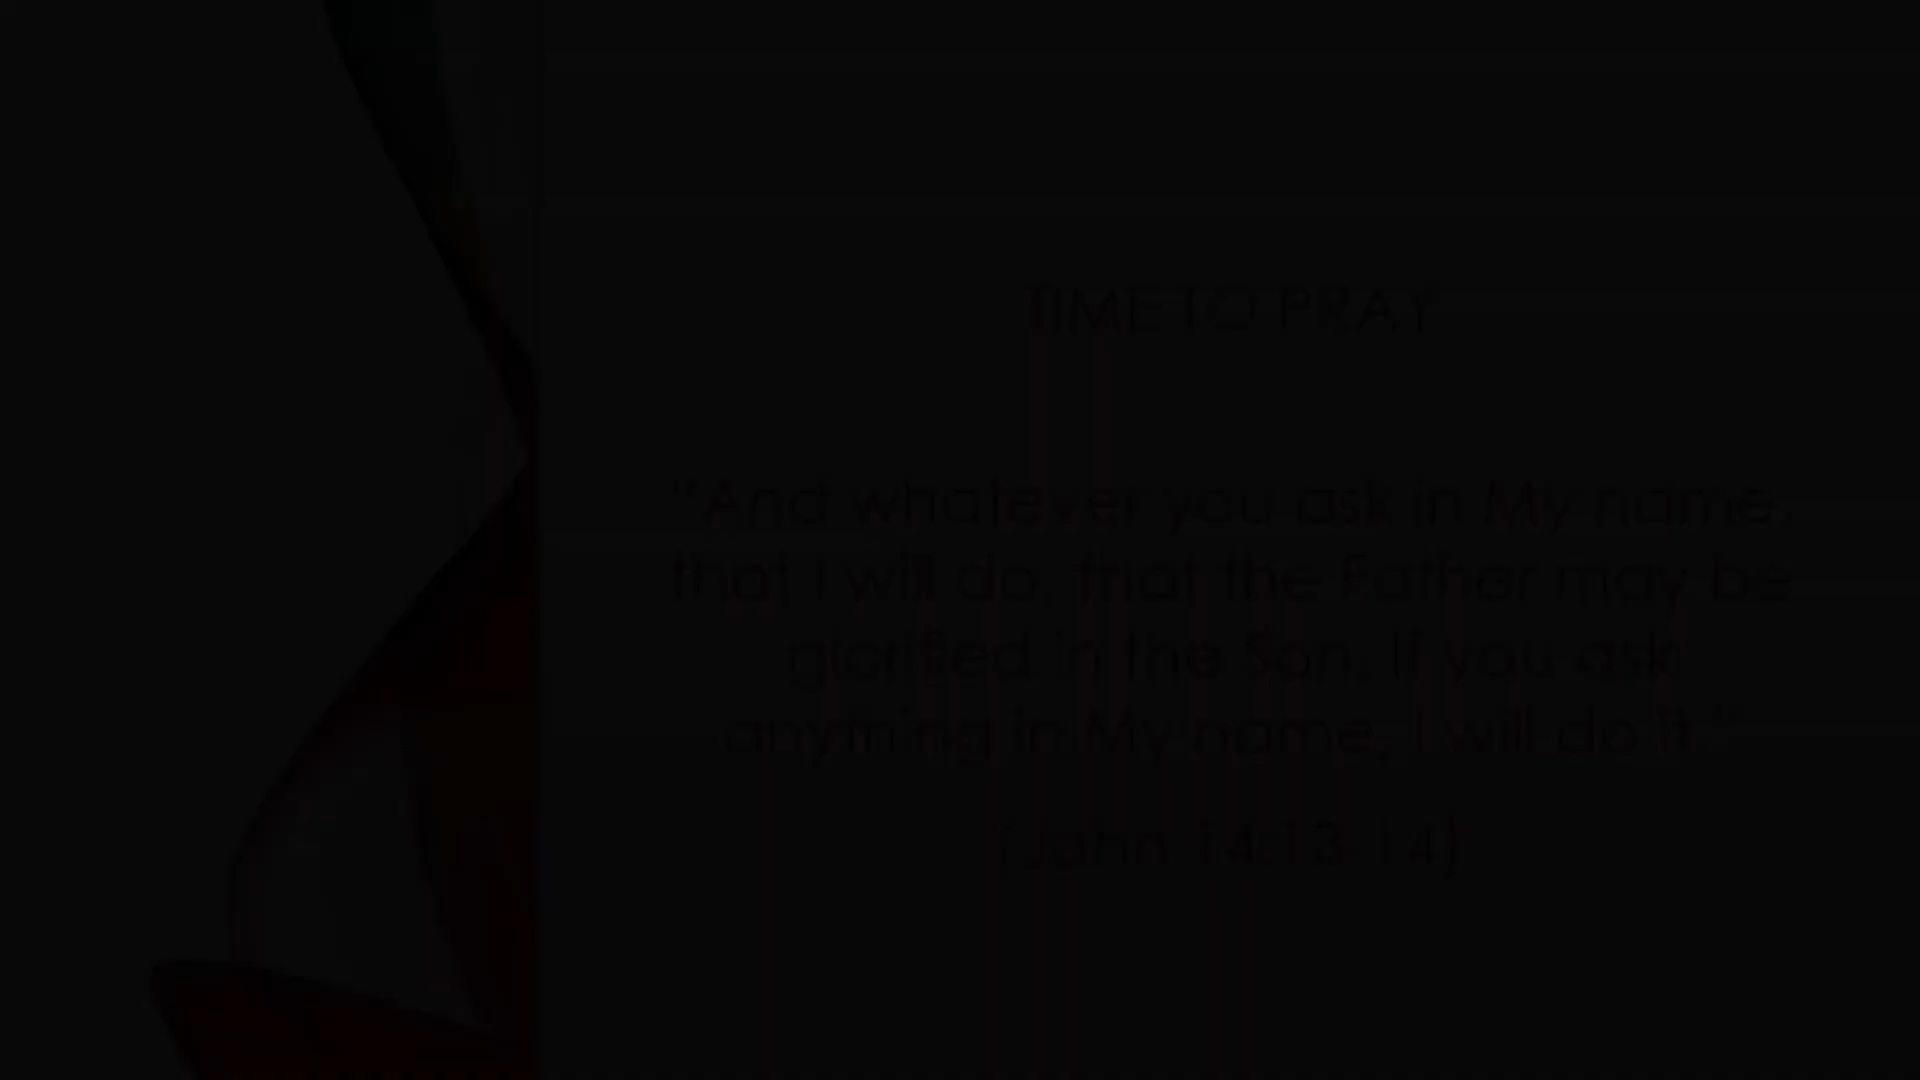 TIME TO PRAY
"And whatever you ask in My name,
that I will do, that the Father may be
glorified in the Son. If you ask
anything in My name, I will do it."
(John 14:13-14)